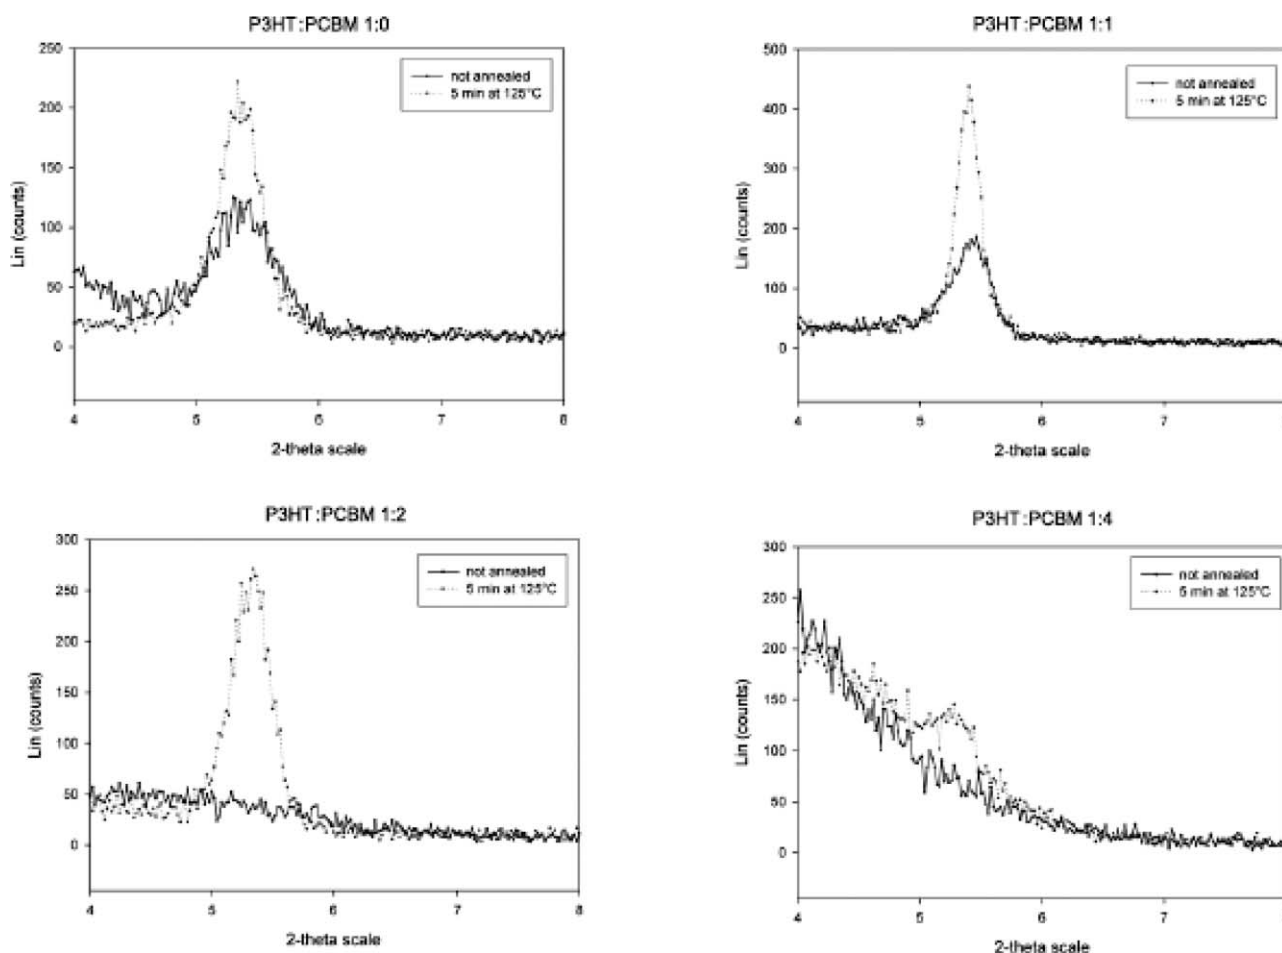 P3HT:PCBM 1:0
250
200
150
100
50
0
Lin (counts)
not annealed
5 min at 125°C
4 5 6 7 8
2-theta scale
P3HT:PCBM 1:1
500
400
300
200
100
0
Lin (counts)
not annealed
5 min at 125°C
4 5 6 7
2-theta scale
P3HT:PCBM 1:2
300
250
200
150
100
50
0
Lin (counts)
not annealed
5 min at 125°C
4 5 6 7 8
2-theta scale
P3HT:PCBM 1:4
300
250
200
150
100
50
0
Lin (counts)
not annealed
5 min at 125°C
4 5 6 7
2-theta scale